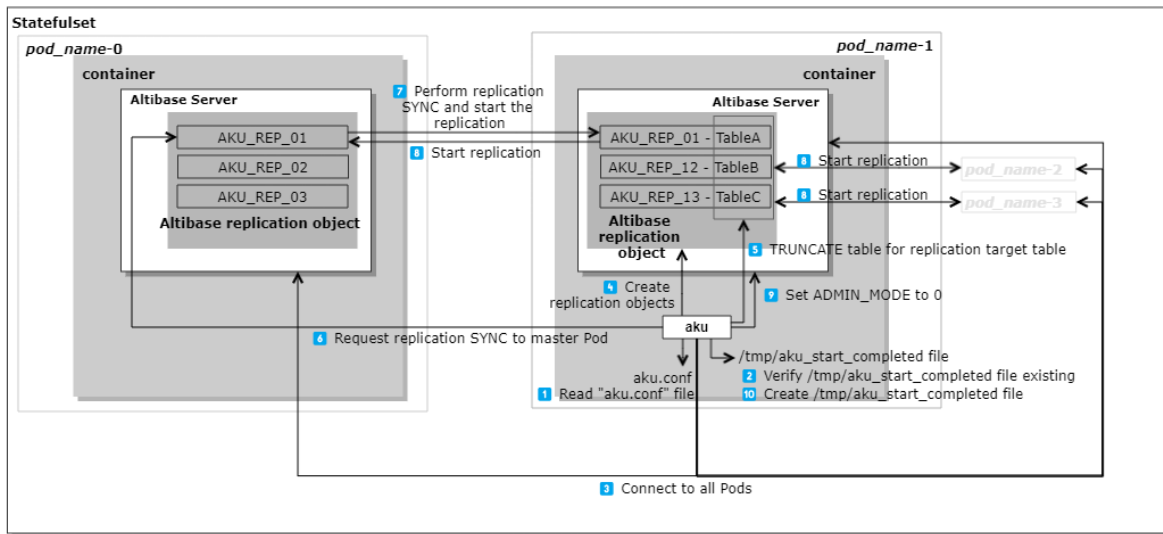 Statefulset
pod_name-0
container
Altibase Server
AKU_REP_01
AKU_REP_02
AKU_REP_03
Altibase replication object
7 Perform replication
SYNC and start the
replication
8 Start replication
pod_name-1
container
Altibase Server
AKU_REP_01 - TableA
AKU_REP_12 - TableB
AKU_REP_13 - TableC
Altibase
replication
object
8 Start replication
pod_name-2
8 Start replication
pod_name-3
5 TRUNCATE table for replication target table
4 Create
replication objects
9 Set ADMIN_MODE to 0
aku
6 Request replication SYNC to master Pod
/tmp/aku_start_completed file
aku.conf
2 Verify /tmp/aku_start_completed file existing
1 Read "aku.conf" file
10 Create /tmp/aku_start_completed file
3 Connect to all Pods